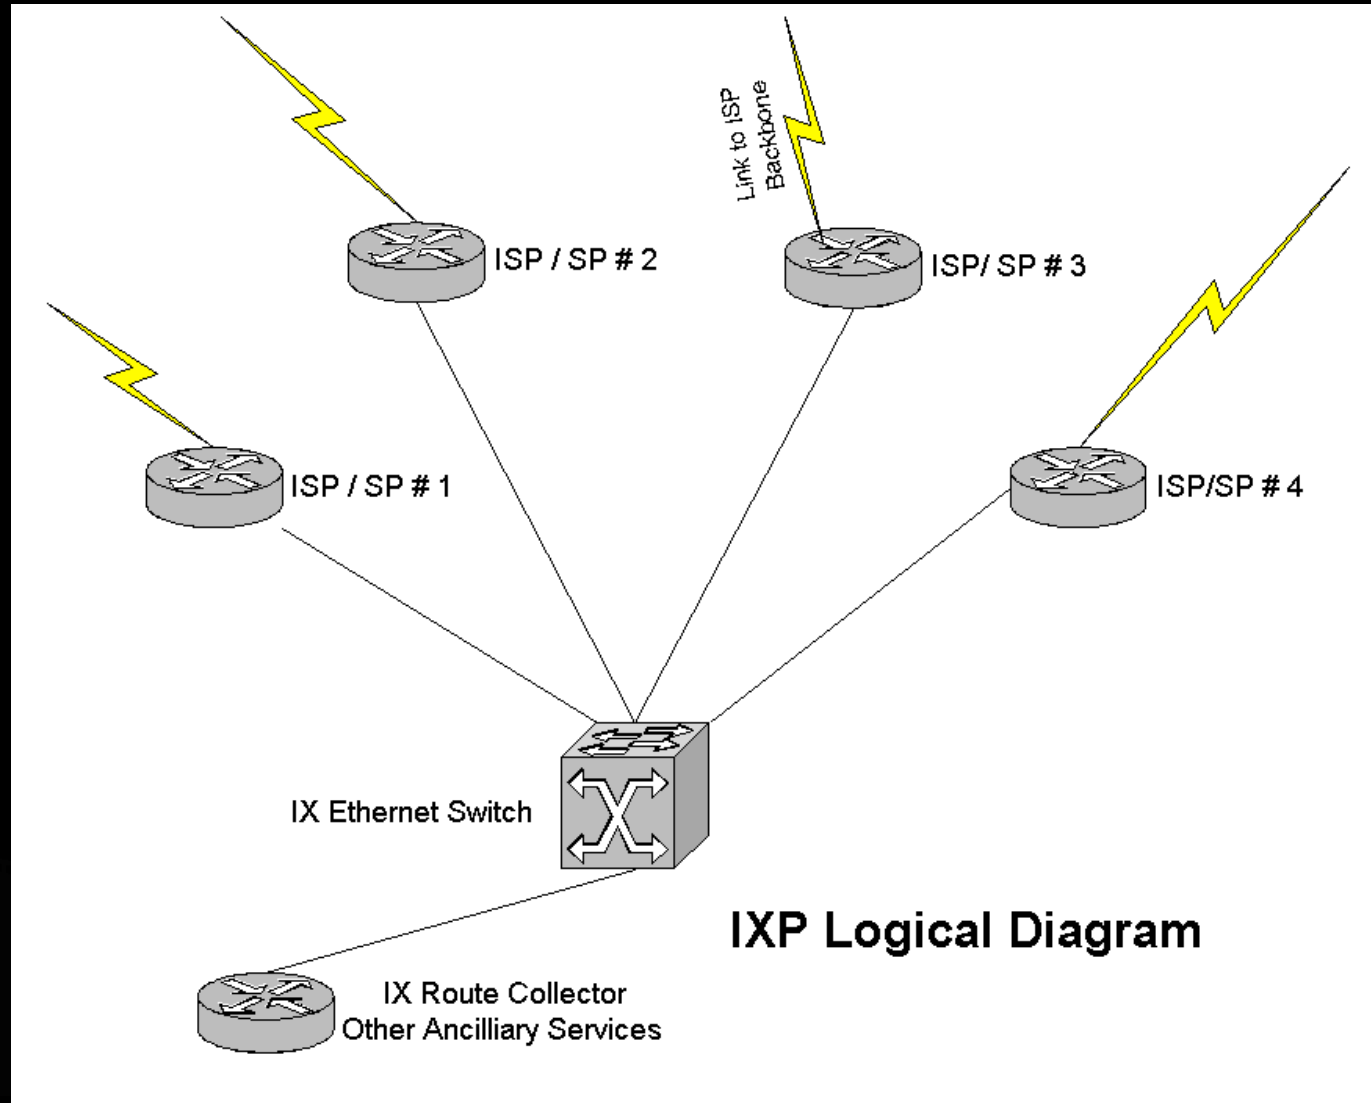 Link to ISP
Backbone
ISP / SP # 2
ISP/ SP # 3
ISP / SP # 1
ISP/SP # 4
IX Ethernet Switch
IXP Logical Diagram
IX Route Collector
Other Ancilliary Services